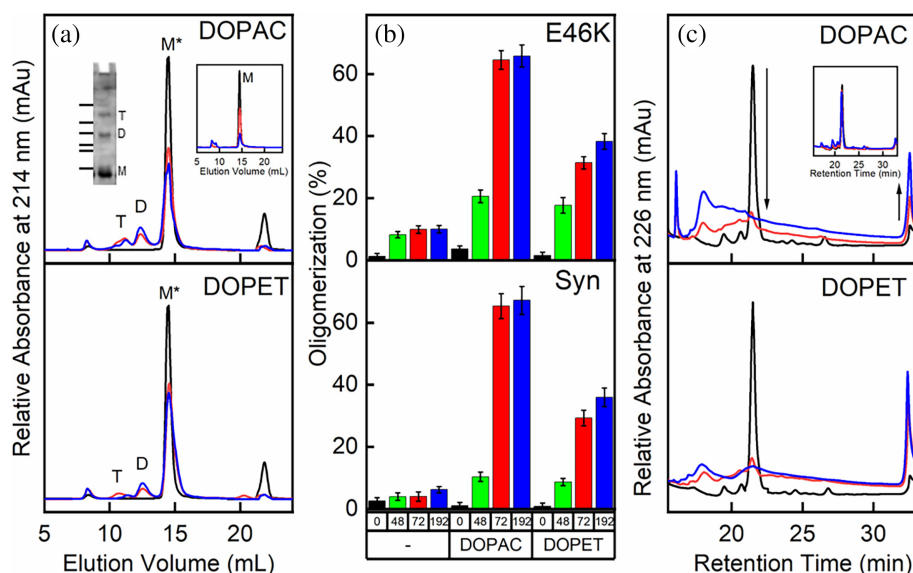 (a) DOPAC
M*
T
D
M
T D
M
5 10 15 20
Elution Volume (mL)
DOPET
M*
T D
5 10 15 20
Elution Volume (mL)
Relative Absorbance at 214 nm (mAu)
(b) E46K
60
40
20
0
Syn
60
40
20
0
Oligomerization (%)
0 48 72 192 0 48 72 192 0 48 72 192
- DOPAC DOPET
(c) DOPAC
15 20 25 30
Retention Time (min)
DOPET
20 25 30
Retention Time (min)
Relative Absorbance at 226 nm (mAu)